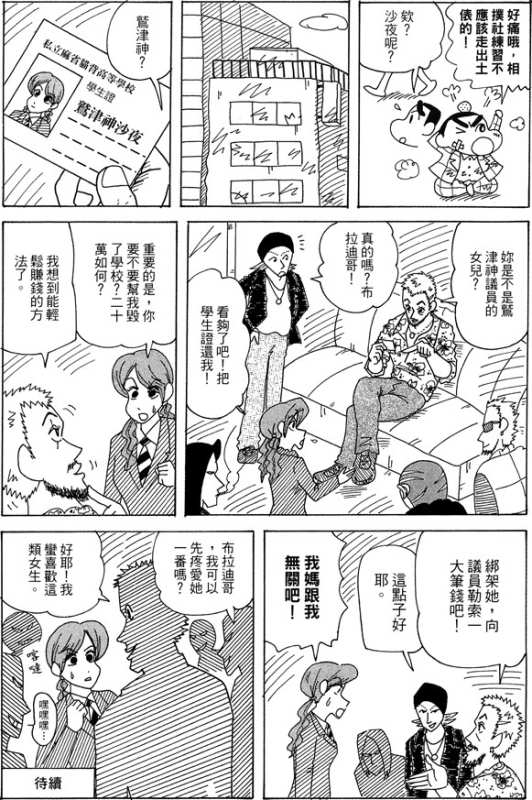 好痛哦，相
撲社練習不
應該走出土
俵的！
欸？
沙夜呢？
鷲津神？
私立麻省貓背高等學校
學生證
鷲津神沙夜
妳是不是鷲
津神議員的
女兒？
真的嗎？布
拉迪哥！
看夠了吧！把
學生證還我！
重要的是，你
要不要幫我毀
了學校？二十
萬如何？
我想到能輕
鬆賺錢的方
法了。
綁架她，向
議員勒索一
大筆錢吧！
這點子好
耶。
我媽跟我
無關吧！
布拉迪哥
，我可以
先疼愛她
一番嗎？
好耶！我
蠻喜歡這
類女生。
喀噠
嘿嘿嘿…
待續